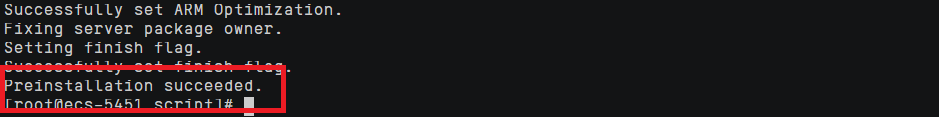 Successfully set ARM Optimization.
Fixing server package owner.
Setting finish flag.
Successfully set finish flag.
Preinstallation succeeded.
[root@ecs-5451 script]#